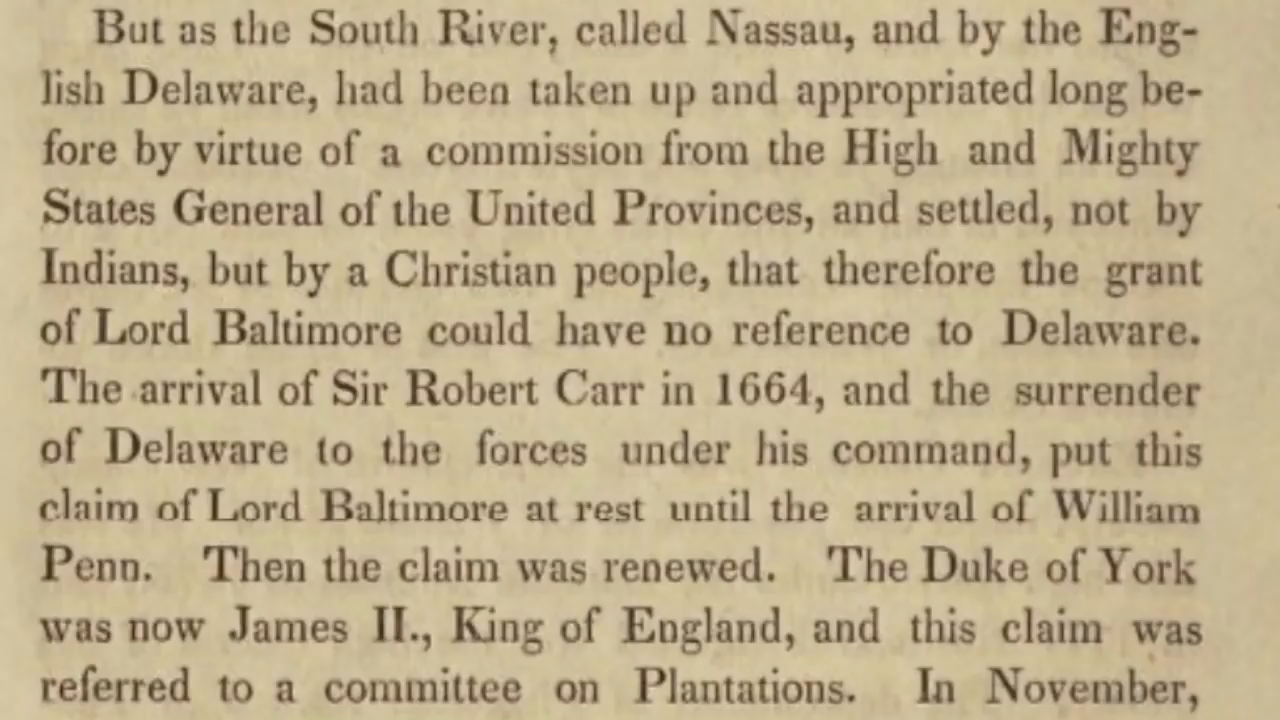 But as the South River, called Nassau, and by the Eng-
lish Delaware, had been taken up and appropriated long be-
fore by virtue of a commission from the High and Mighty
States General of the United Provinces, and settled, not by
Indians, but by a Christian people, that therefore the grant
of Lord Baltimore could have no reference to Delaware.
The arrival of Sir Robert Carr in 1664, and the surrender
of Delaware to the forces under his command, put this
claim of Lord Baltimore at rest until the arrival of William
Penn. Then the claim was renewed. The Duke of York
was now James II., King of England, and this claim was
referred to a committee on Plantations. In November,